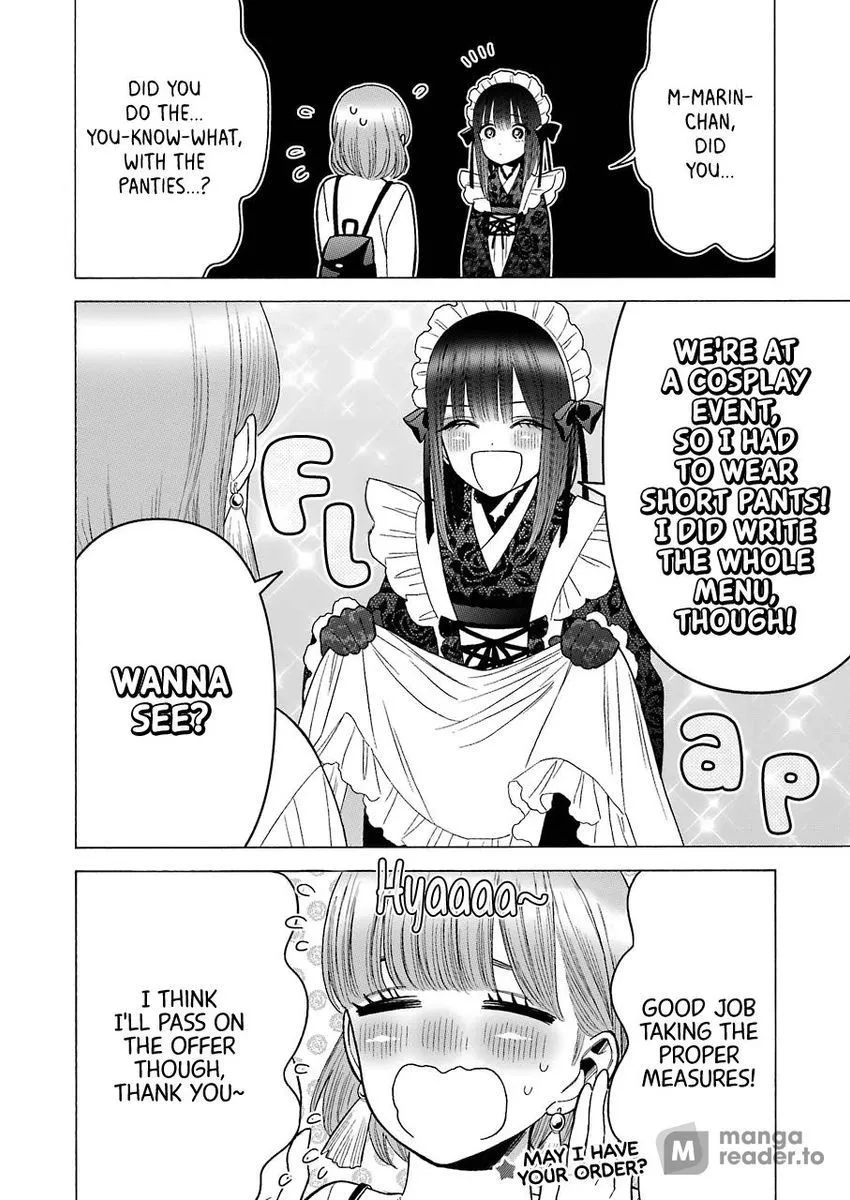 M-MARIN-
CHAN,
DID
YOU...
DID YOU
DO THE...
YOU-KNOW-WHAT,
WITH THE
PANTIES...?
WE'RE AT
A COSPLAY
EVENT,
SO I HAD
TO WEAR
SHORT PANTS!
I DID WRITE
THE WHOLE
MENU,
THOUGH!
FL
ap
WANNA
SEE?
Hyaaaa~
GOOD JOB
TAKING THE
PROPER
MEASURES!
I THINK
I'LL PASS ON
THE OFFER
THOUGH,
THANK YOU~
MAY I HAVE
YOUR ORDER?
M manga
reader.to